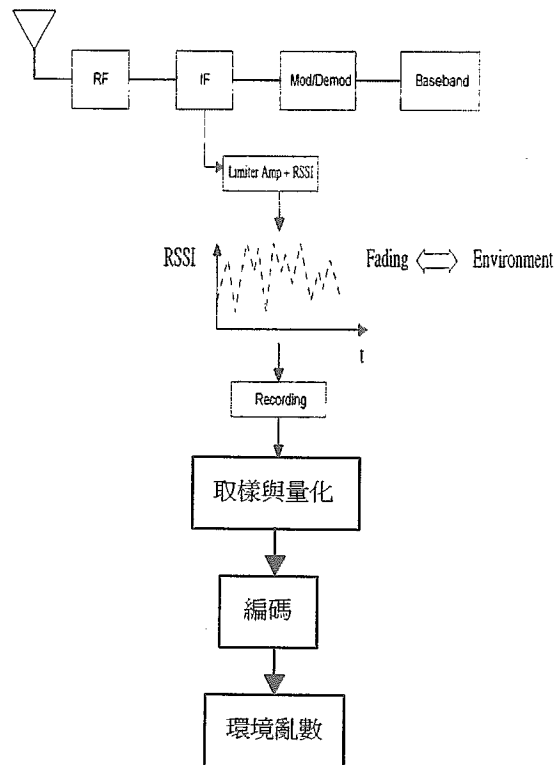 RF
IF
Mod/Demod
Baseband
Limiter Amp + RSSI
RSSI
Fading
Environment
t
Recording
取樣與量化
編碼
環境亂數